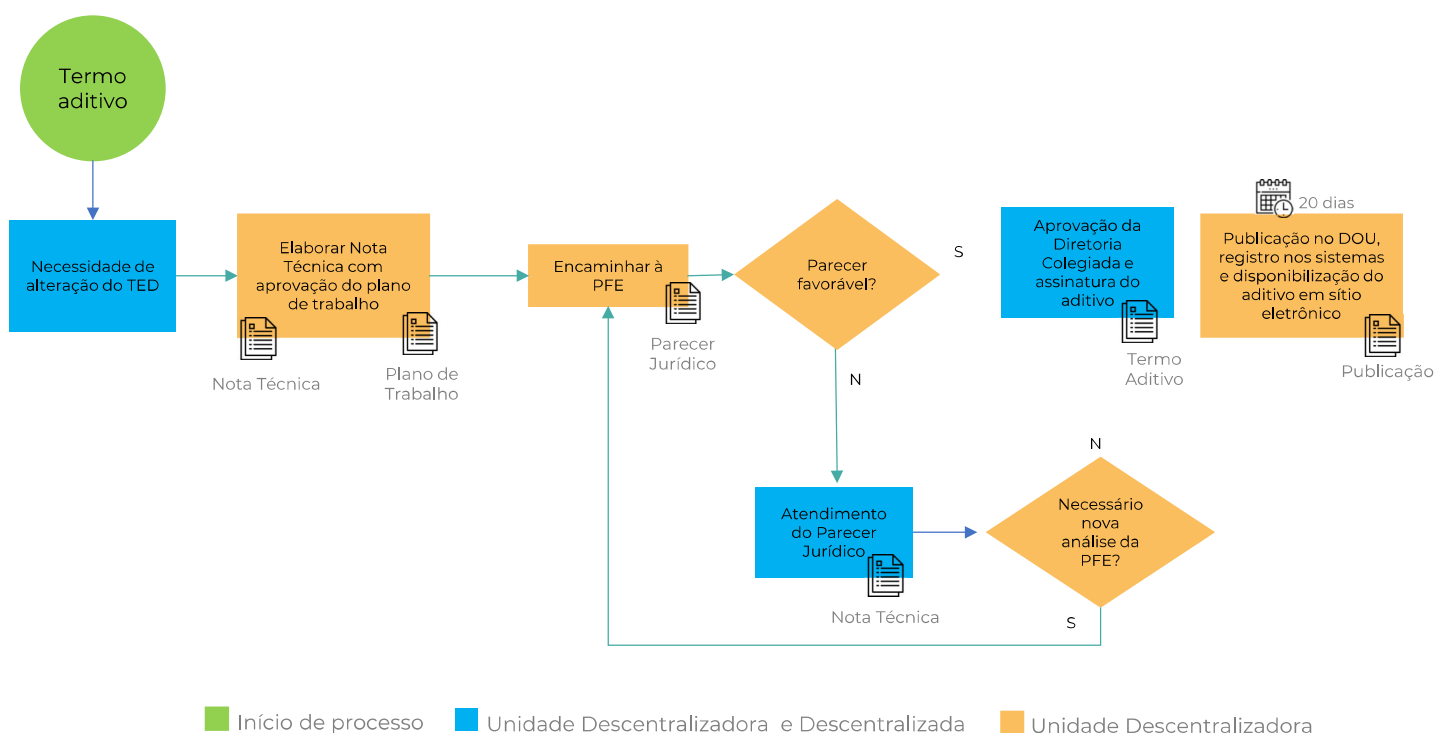 Termo
aditivo
Necessidade de
alteração do TED
Elaborar Nota
Técnica com
aprovação do plano
de trabalho
Nota Técnica
Plano de
Trabalho
Encaminhar à
PFE
Parecer
Jurídico
Parecer
favorável?
S
N
Aprovação da
Diretoria
Colegiada e
assinatura do
aditivo
Termo
Aditivo
20 dias
Publicação no DOU,
registro nos sistemas
e disponibilização do
aditivo em sítio
eletrônico
Publicação
Atendimento
do Parecer
Jurídico
Nota Técnica
N
Necessário
nova
análise da
PFE?
S
Início de processo
Unidade Descentralizadora e Descentralizada
Unidade Descentralizadora